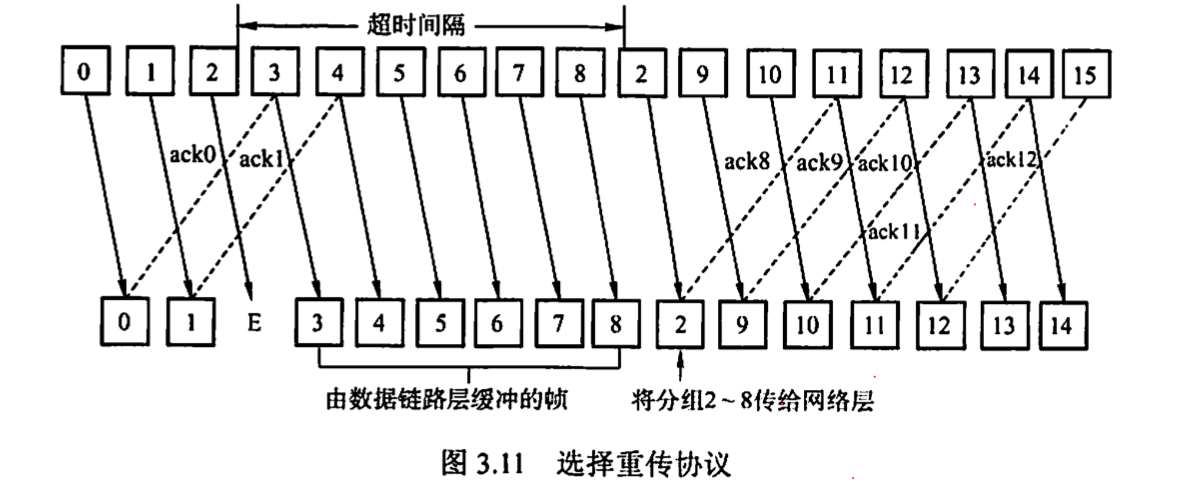 超时间隔
0 1 2 3 4 5 6 7 8 2 9 10 11 12 13 14 15
ack0 ack1 ack8 ack9 ack10 ack12
ack11
0 1 E 3 4 5 6 7 8 2 9 10 11 12 13 14
由数据链路层缓冲的帧 将分组2~8传给网络层
图 3.11 选择重传协议